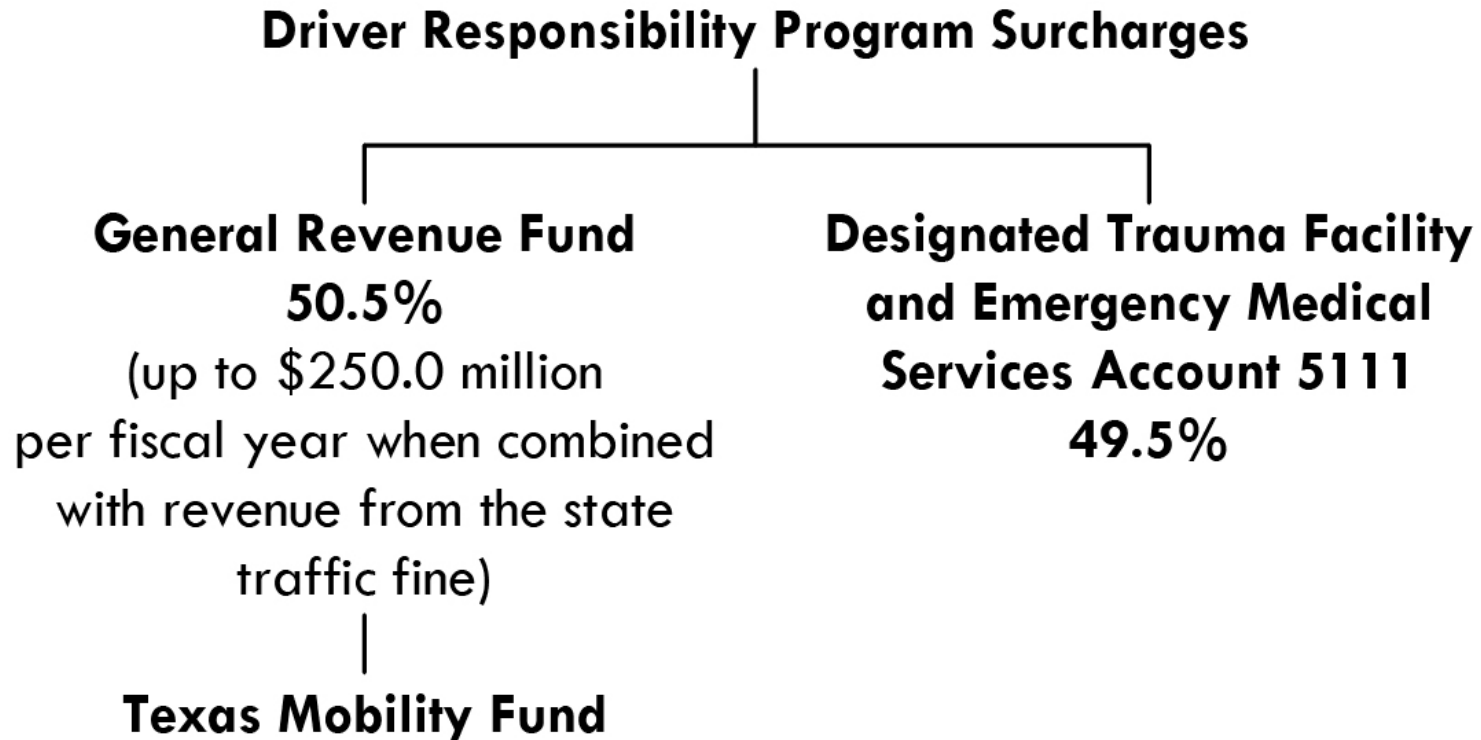 Driver Responsibility Program Surcharges
General Revenue Fund
50.5%
(up to $250.0 million
per fiscal year when combined
with revenue from the state
traffic fine)
Texas Mobility Fund
Designated Trauma Facility
and Emergency Medical
Services Account 5111
49.5%